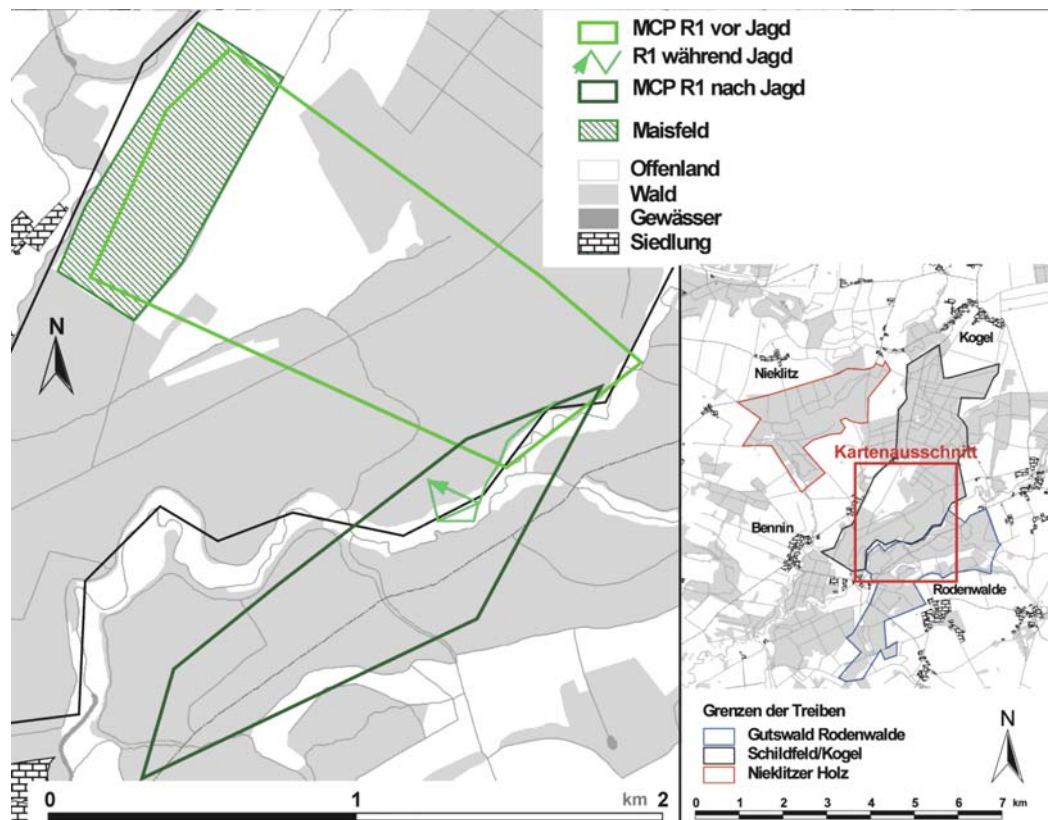 MCP R1 vor Jagd
R1 während Jagd
MCP R1 nach Jagd
Maisfeld
Offenland
Wald
Gewässer
Siedlung
N
0 1 km 2
Kogel
Nieklitz
Kartenausschnitt
Bennin
Rodenwalde
Grenzen der Treiben
Gutswald Rodenwalde
Schildfeld/Kogel
Nieklitzer Holz
N
0 1 2 3 4 5 6 7 km